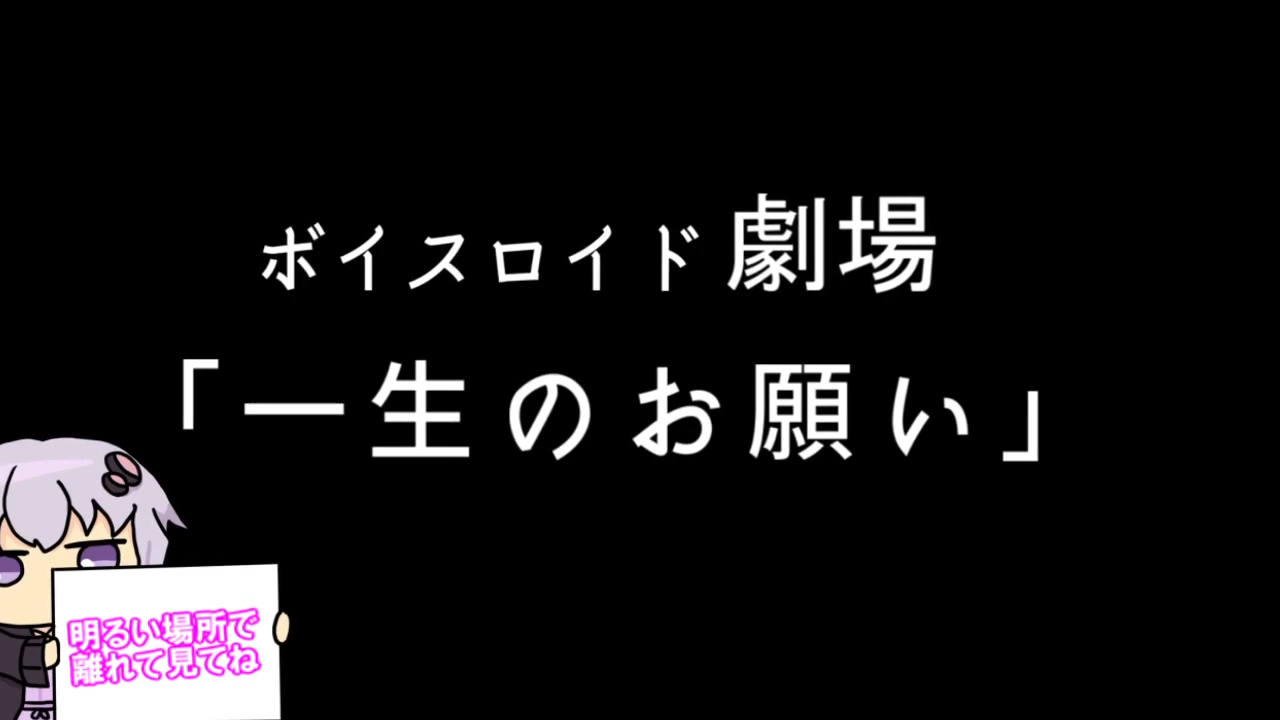 ボイスロイド劇場
「一生のお願い」
明るい場所で
離れて見てね